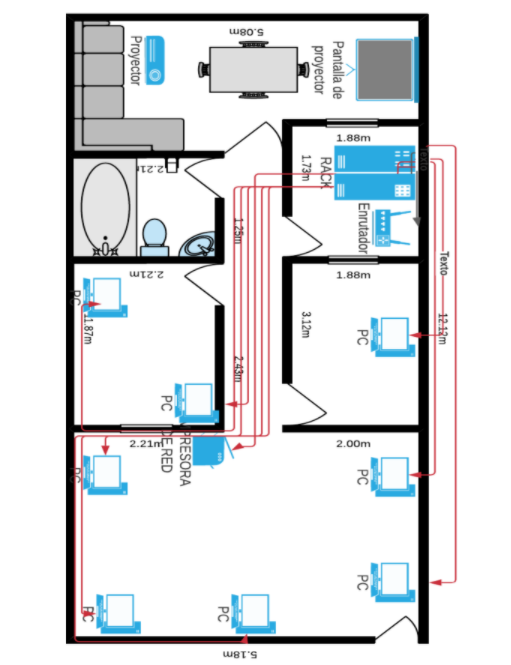 5.08m
Proyector
Pantalla de
proyector
1.88m
Texto
1.73m
RACK
2.21m
Enrutador
1.25m
Texto
2.21m
1.88m
PC
1.87m
3.12m
12.12m
PC
2.43m
PC
2.21m
PRESORA
E RED
2.00m
PC
PC
PC
PC
PC
5.18m